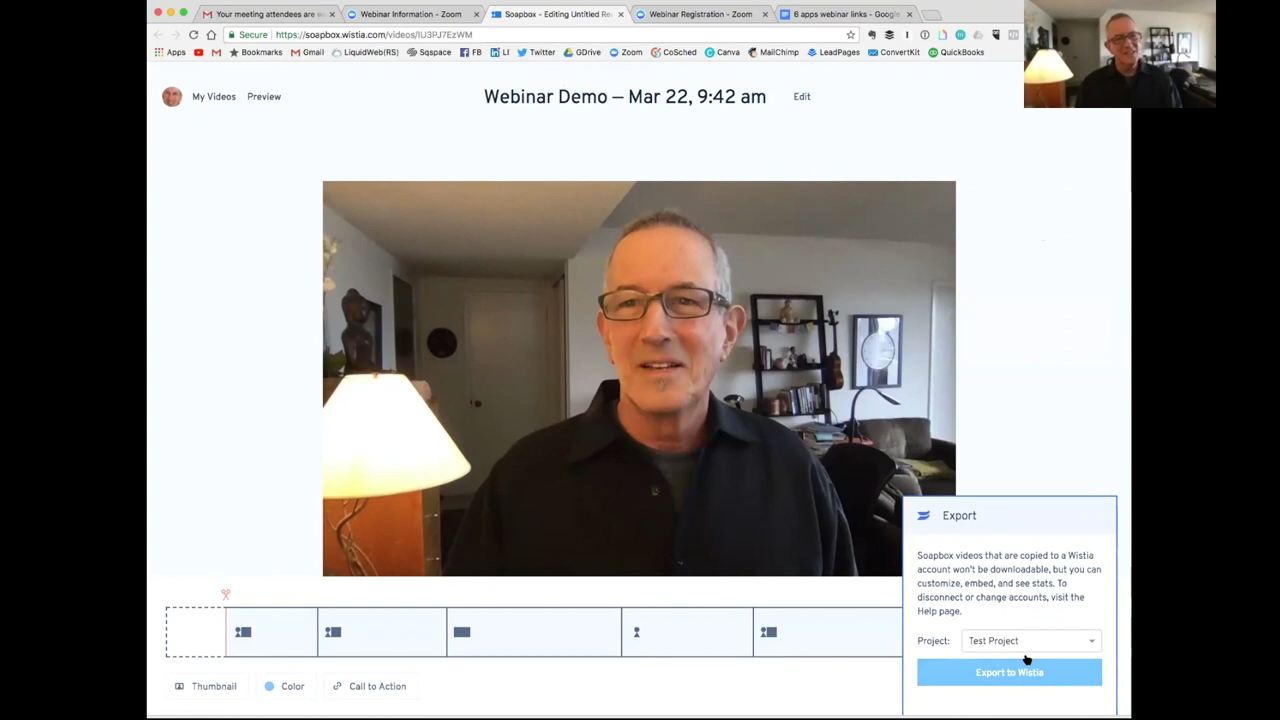 Your meeting attendees are
Webinar Information - Zoom
Soapbox - Editing Untitled Re
Webinar Registration - Zoom
6 apps webinar links - Google
Secure
https://soapbox.wistia.com/videos/IU3PJ7EzWM
Apps
Bookmarks
Gmail
LiquidWeb(RS)
Sqspace
FB
LI
Twitter
GDrive
Zoom
CoSched
Canva
MailChimp
LeadPages
ConvertKit
QuickBooks
My Videos
Preview
Webinar Demo – Mar 22, 9:42 am
Edit
Export
Soapbox videos that are copied to a Wistia
account won't be downloadable, but you can
customize, embed, and see stats. To
disconnect or change accounts, visit the
Help page.
Project: Test Project
Export to Wistia
Thumbnail
Color
Call to Action